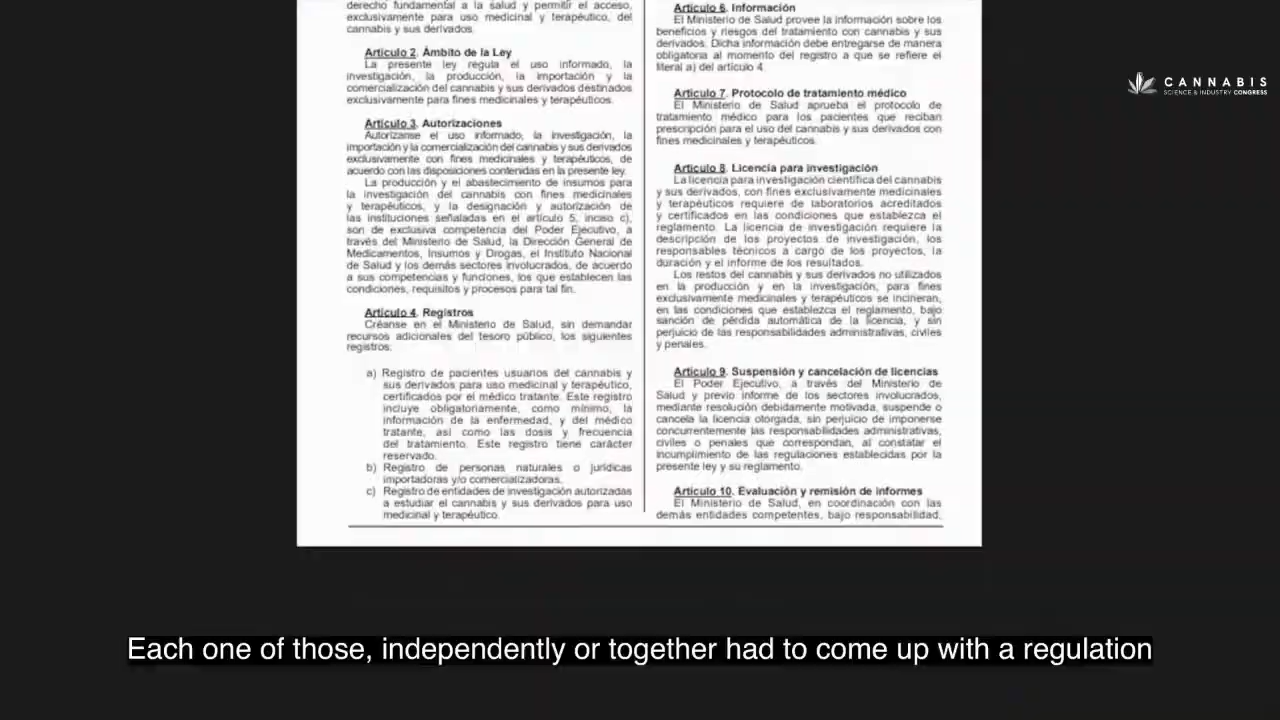 derecho fundamental a la salud y permitir el acceso,
exclusivamente para uso medicinal y terapéutico, del
cannabis y sus derivados.
Artículo 2. Ámbito de la Ley
La presente ley regula el uso informado, la
investigación, la producción, la importación y la
comercialización del cannabis y sus derivados destinados
exclusivamente para fines medicinales y terapéuticos.
Artículo 3. Autorizaciones
Autorízanse el uso informado, la investigación, la
importación y la comercialización del cannabis y sus derivados
exclusivamente con fines medicinales y terapéuticos, de
acuerdo con las disposiciones contenidas en la presente ley.
La producción y el abastecimiento de insumos para
la investigación del cannabis con fines medicinales
y terapéuticos, y la designación y autorización de
las instituciones señaladas en el artículo 5, inciso c),
son de exclusiva competencia del Poder Ejecutivo, a
través del Ministerio de Salud, la Dirección General de
Medicamentos, Insumos y Drogas, el Instituto Nacional
de Salud y los demás sectores involucrados, de acuerdo
a sus competencias y funciones, los que establecen las
condiciones, requisitos y procesos para tal fin.
Artículo 4. Registros
Créanse en el Ministerio de Salud, sin demandar
recursos adicionales del tesoro público, los siguientes
registros:
a) Registro de pacientes usuarios del cannabis y
sus derivados para uso medicinal y terapéutico,
certificados por el médico tratante. Este registro
incluye obligatoriamente, como mínimo, la
información de la enfermedad, y del médico
tratante, así como las dosis y frecuencia
del tratamiento. Este registro tiene carácter
reservado.
b) Registro de personas naturales o jurídicas
importadoras y/o comercializadoras.
c) Registro de entidades de investigación autorizadas
a estudiar el cannabis y sus derivados para uso
medicinal y terapéutico.
Artículo 6. Información
El Ministerio de Salud provee la información sobre los
beneficios y riesgos del tratamiento con cannabis y sus
derivados. Dicha información debe entregarse de manera
obligatoria al momento del registro a que se refiere el
literal a) del artículo 4.
Artículo 7. Protocolo de tratamiento médico
El Ministerio de Salud aprueba el protocolo de
tratamiento médico para los pacientes que reciban
prescripción para el uso del cannabis y sus derivados con
fines medicinales y terapéuticos.
Artículo 8. Licencia para investigación
La licencia para investigación científica del cannabis
y sus derivados, con fines exclusivamente medicinales
y terapéuticos requiere de laboratorios acreditados
y certificados en las condiciones que establezca el
reglamento. La licencia de investigación requiere la
descripción de los proyectos de investigación, los
responsables técnicos a cargo de los proyectos, la
duración y el informe de los resultados.
Los restos del cannabis y sus derivados no utilizados
en la producción y en la investigación, para fines
exclusivamente medicinales y terapéuticos se incineran,
en las condiciones que establezca el reglamento, bajo
sanción de pérdida automática de la licencia, y sin
perjuicio de las responsabilidades administrativas, civiles
y penales.
Artículo 9. Suspensión y cancelación de licencias
El Poder Ejecutivo, a través del Ministerio de
Salud y previo informe de los sectores involucrados,
mediante resolución debidamente motivada, suspende o
cancela la licencia otorgada, sin perjuicio de imponerse
concurrentemente las responsabilidades administrativas,
civiles o penales que correspondan, al constatar el
incumplimiento de las regulaciones establecidas por la
presente ley y su reglamento.
Artículo 10. Evaluación y remisión de informes
El Ministerio de Salud, en coordinación con las
demás entidades competentes, bajo responsabilidad,
CANNABIS
SCIENCE & INDUSTRY CONGRESS
Each one of those, independently or together had to come up with a regulation